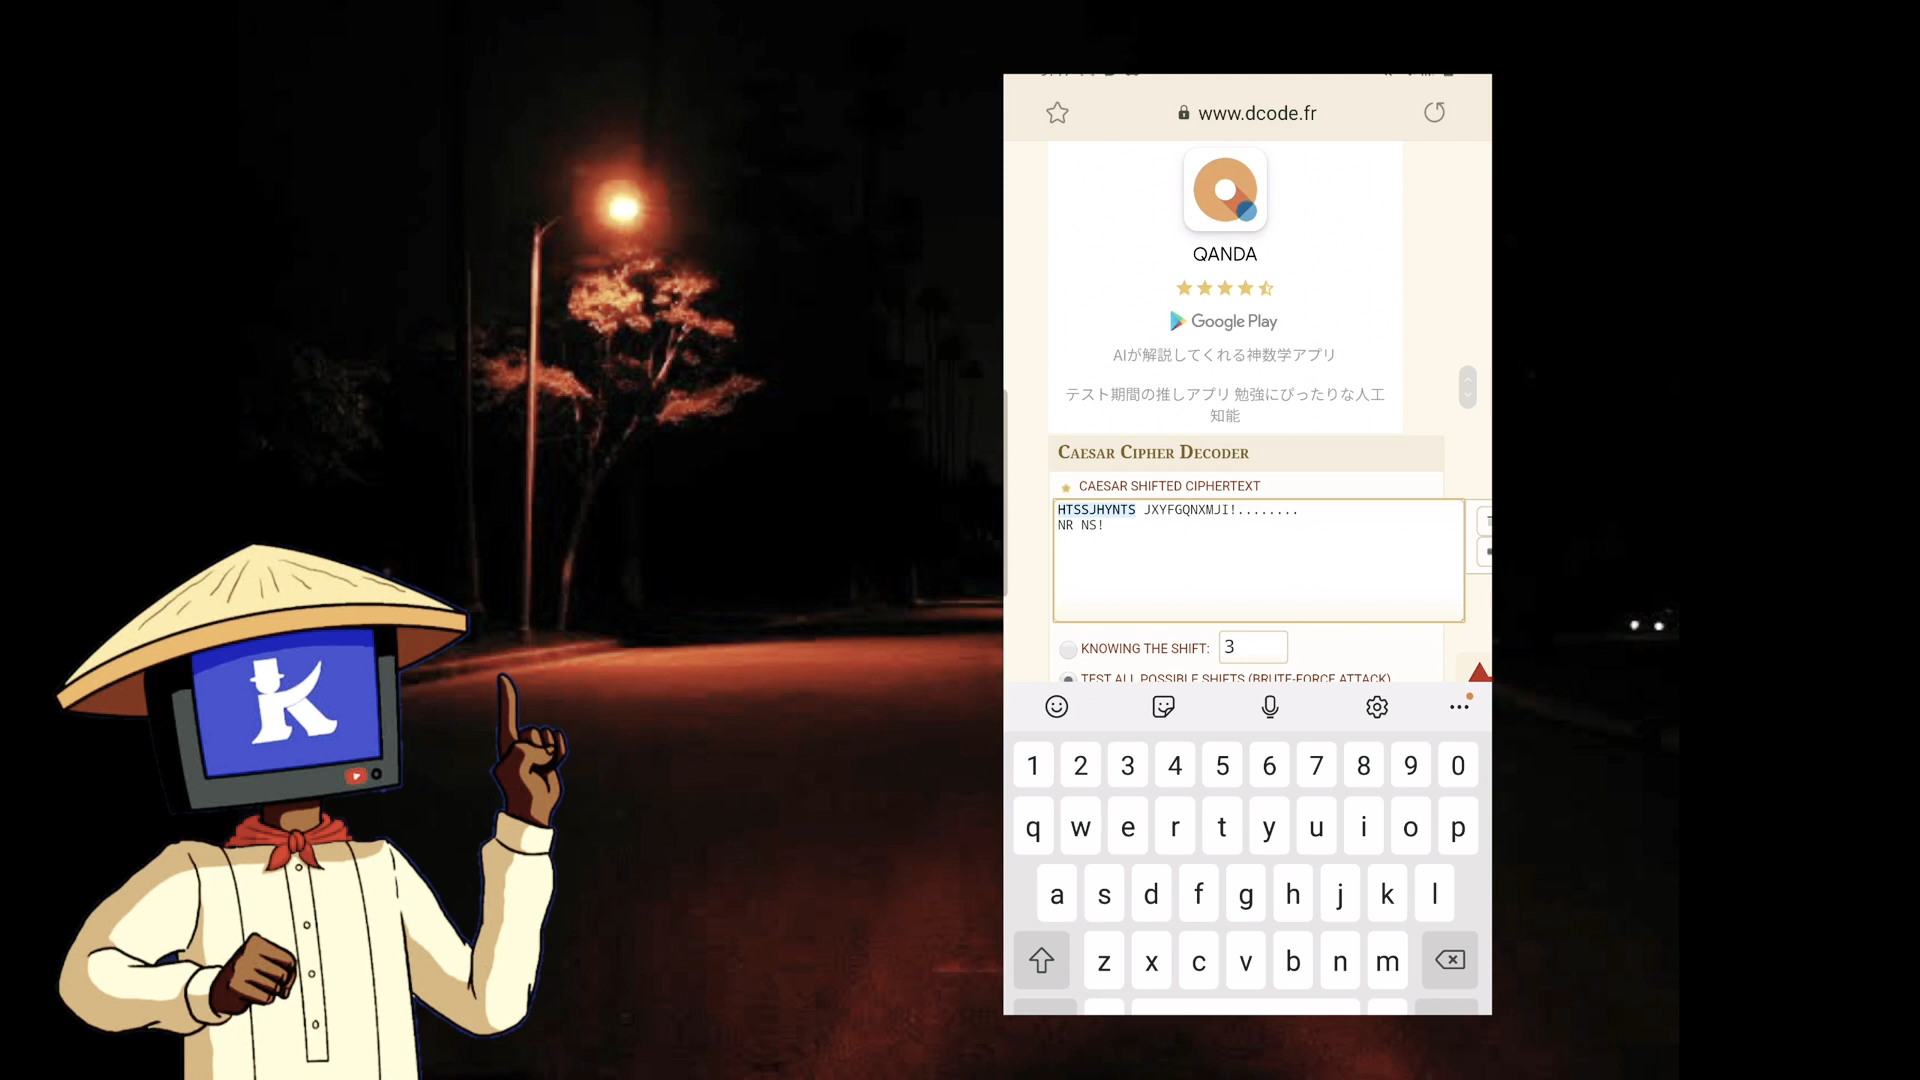 K
www.dcode.fr
QANDA
Google Play
AIが解説してくれる神数学アプリ
テスト期間の推しアプリ 勉強にぴったりな人工
知能
CAESAR CIPHER DECODER
CAESAR SHIFTED CIPHERTEXT
HTSSJHYNTS JXYFGQNXMJI!........
NR NS!
KNOWING THE SHIFT: 3
TEST ALL POSSIBLE SHIFTS (BRUTE-FORCE ATTACK)
1 2 3 4 5 6 7 8 9 0
q w e r t y u i o p
a s d f g h j k l
z x c v b n m